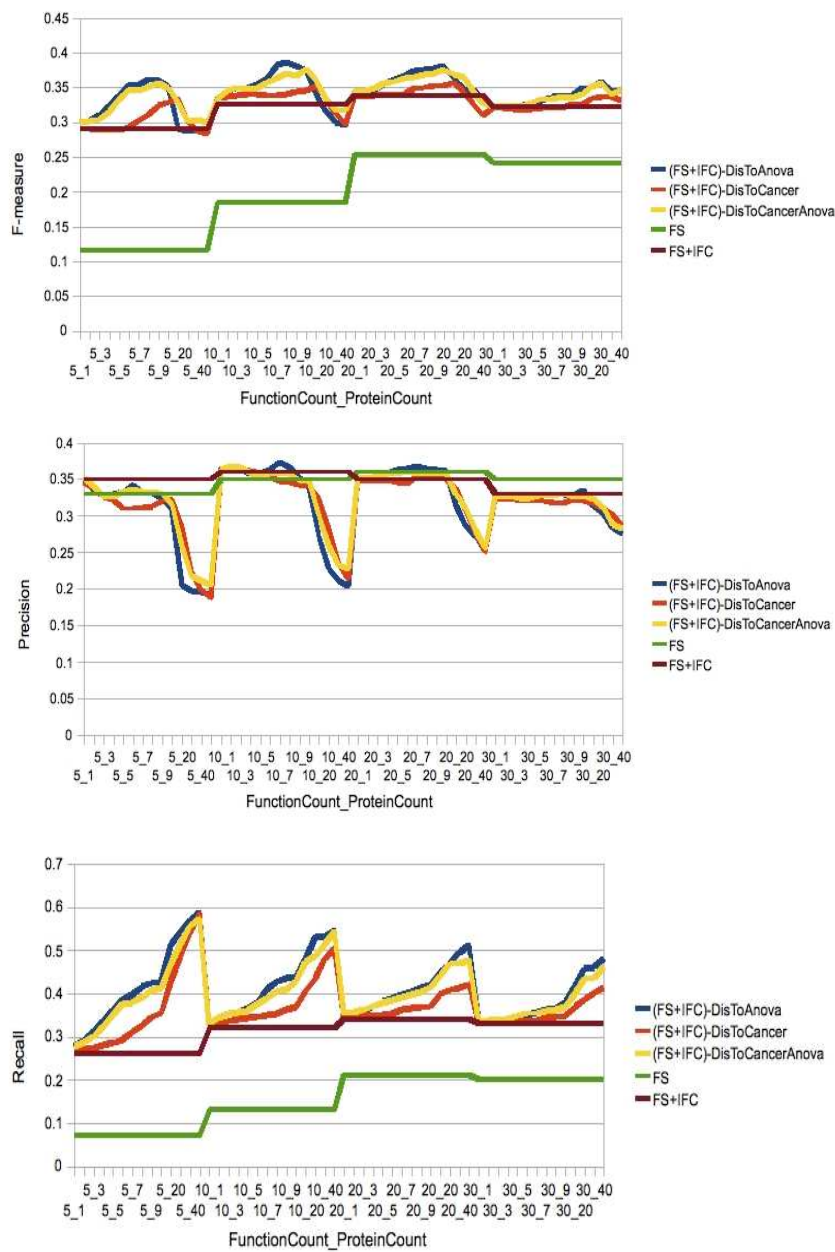 0.45
0.4
0.35
0.3
0.25
0.2
0.15
0.1
0.05
0
F-measure
5_3 5_7 5_20 10_1 10_5 10_9 10_40 20_3 20_7 20_20 30_1 30_5 30_9 30_40
5_1 5_5 5_9 5_40 10_3 10_7 10_20 20_1 20_5 20_9 20_40 30_3 30_7 30_20
FunctionCount_ProteinCount
(FS+IFC)-DisToAnova
(FS+IFC)-DisToCancer
(FS+IFC)-DisToCancerAnova
FS
FS+IFC
0.4
0.35
0.3
0.25
0.2
0.15
0.1
0.05
0
Precision
5_3 5_7 5_20 10_1 10_5 10_9 10_40 20_3 20_7 20_20 30_1 30_5 30_9 30_40
5_1 5_5 5_9 5_40 10_3 10_7 10_20 20_1 20_5 20_9 20_40 30_3 30_7 30_20
FunctionCount_ProteinCount
(FS+IFC)-DisToAnova
(FS+IFC)-DisToCancer
(FS+IFC)-DisToCancerAnova
FS
FS+IFC
0.7
0.6
0.5
0.4
0.3
0.2
0.1
0
Recall
5_3 5_7 5_20 10_1 10_5 10_9 10_40 20_3 20_7 20_20 30_1 30_5 30_9 30_40
5_1 5_5 5_9 5_40 10_3 10_7 10_20 20_1 20_5 20_9 20_40 30_3 30_7 30_20
FunctionCount_ProteinCount
(FS+IFC)-DisToAnova
(FS+IFC)-DisToCancer
(FS+IFC)-DisToCancerAnova
FS
FS+IFC